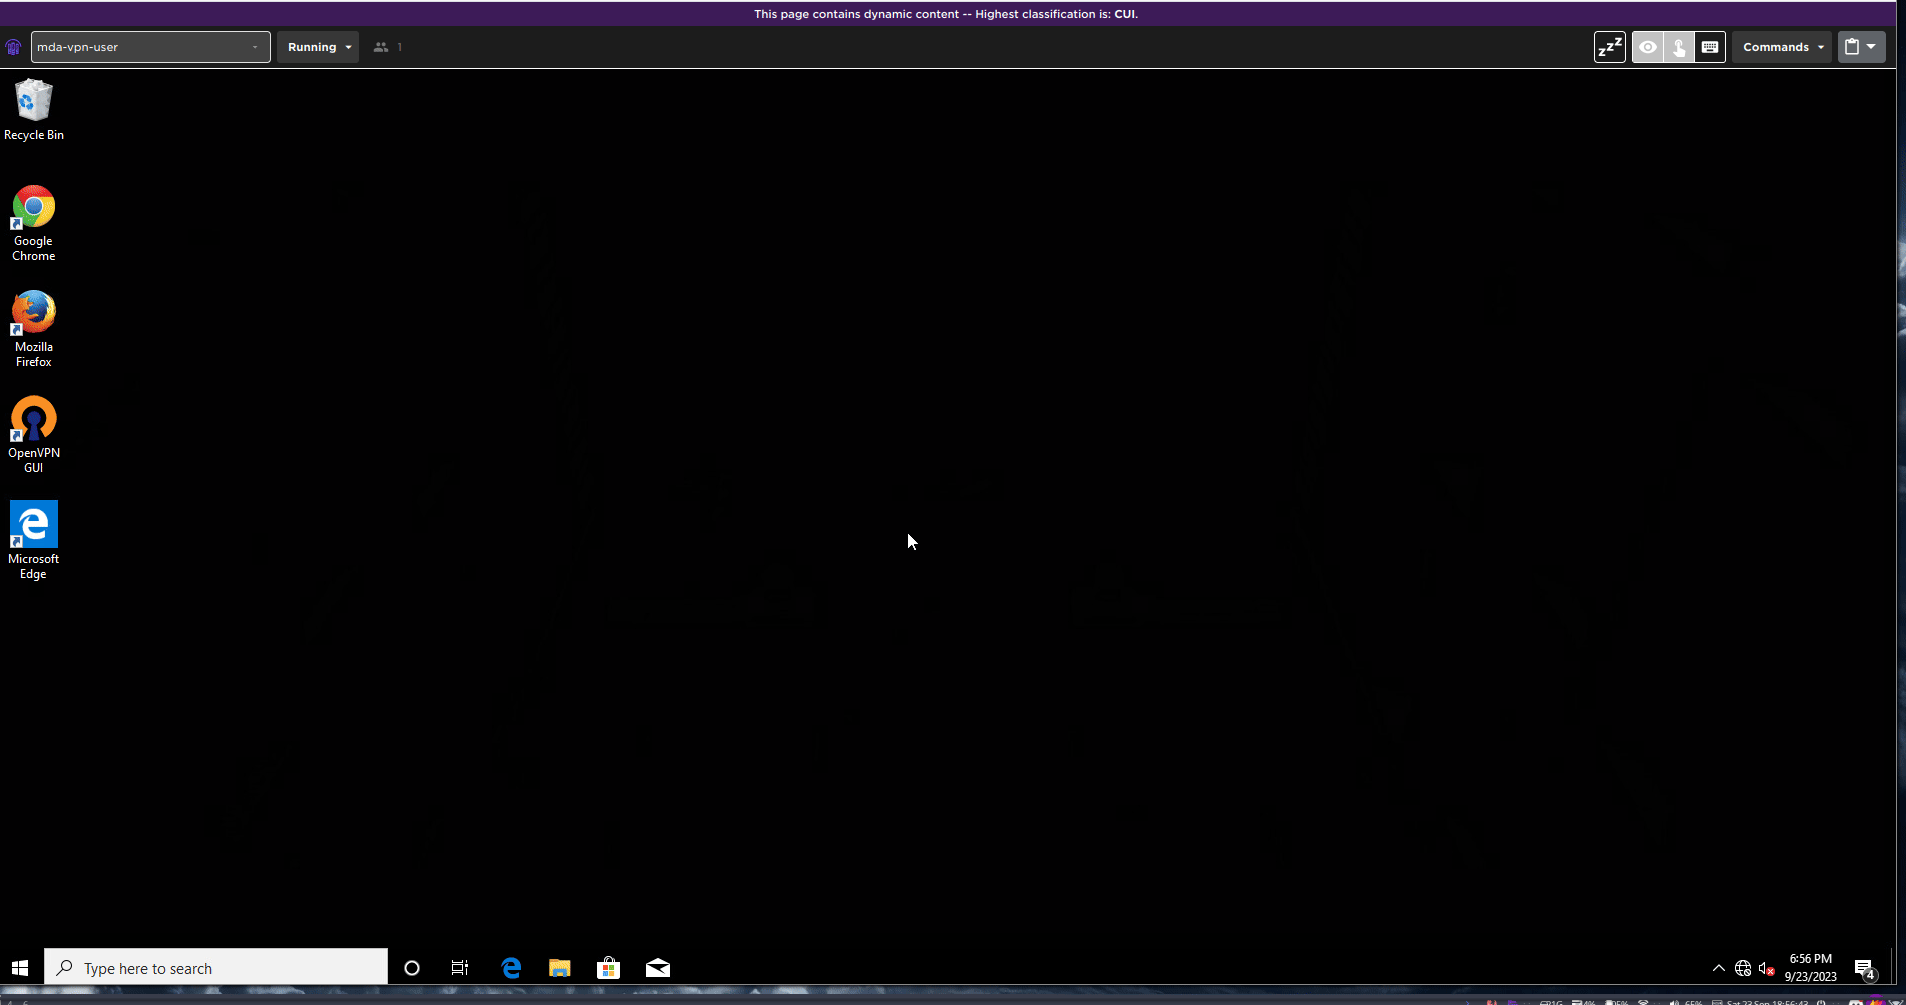 This page contains dynamic content -- Highest classification is: CUI.
mda-vpn-user
Running
1
zzz
Commands
Recycle Bin
Google
Chrome
Mozilla
Firefox
OpenVPN
GUI
Microsoft
Edge
Type here to search
6:56 PM
9/23/2023
4